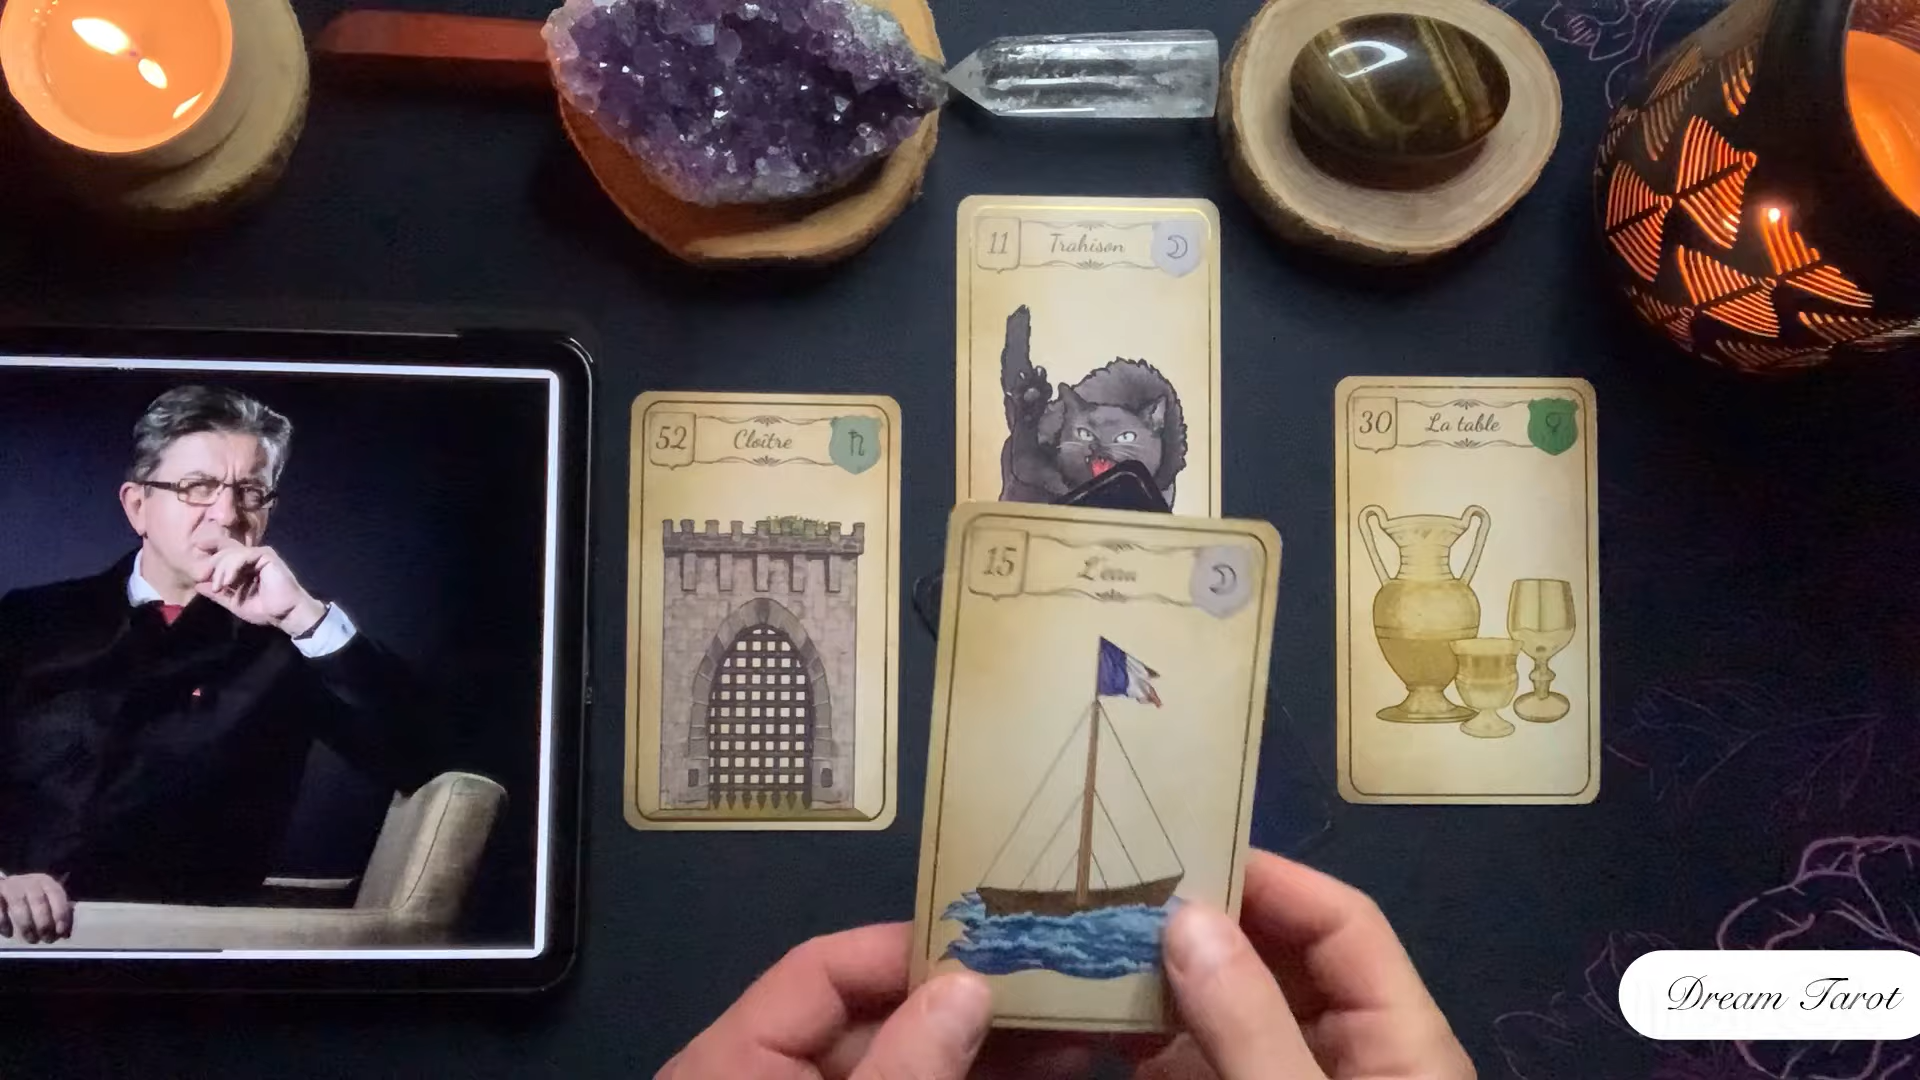 11 Trahison
52 Cloître
30 La table
15 L'eau
Dream Tarot